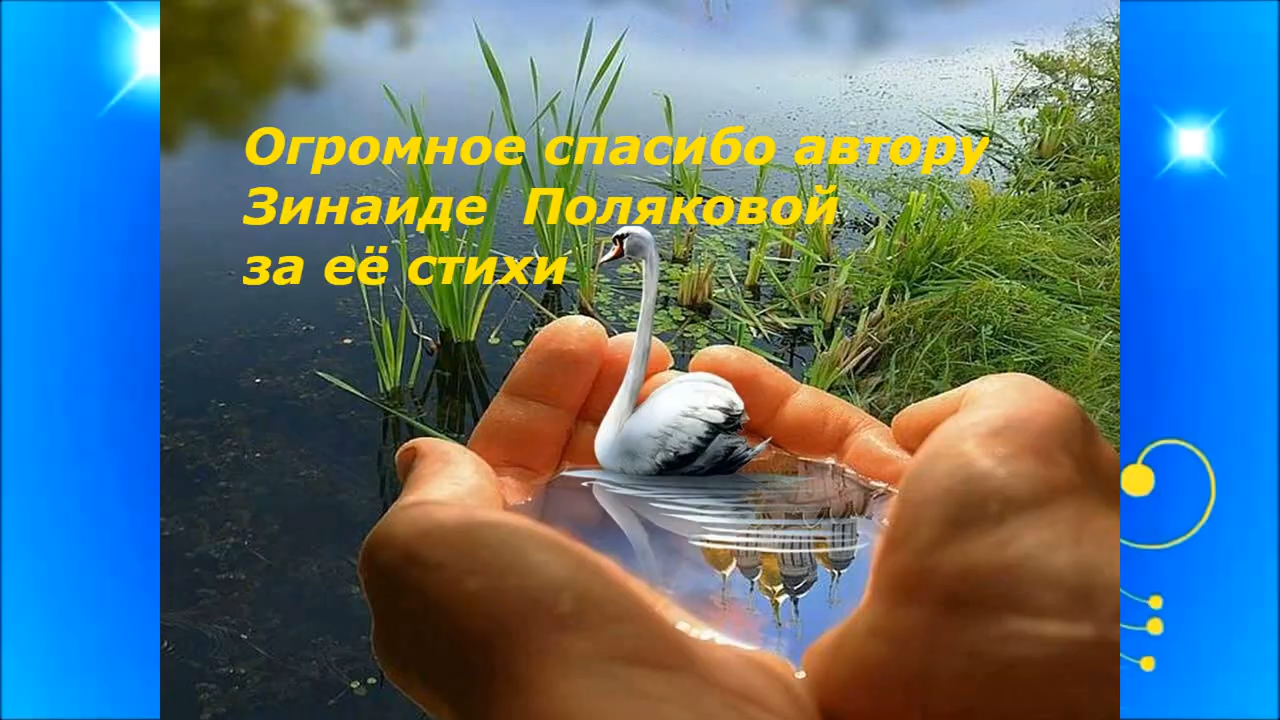 Огромное спасибо автору
Зинаиде Поляковой
за её стихи